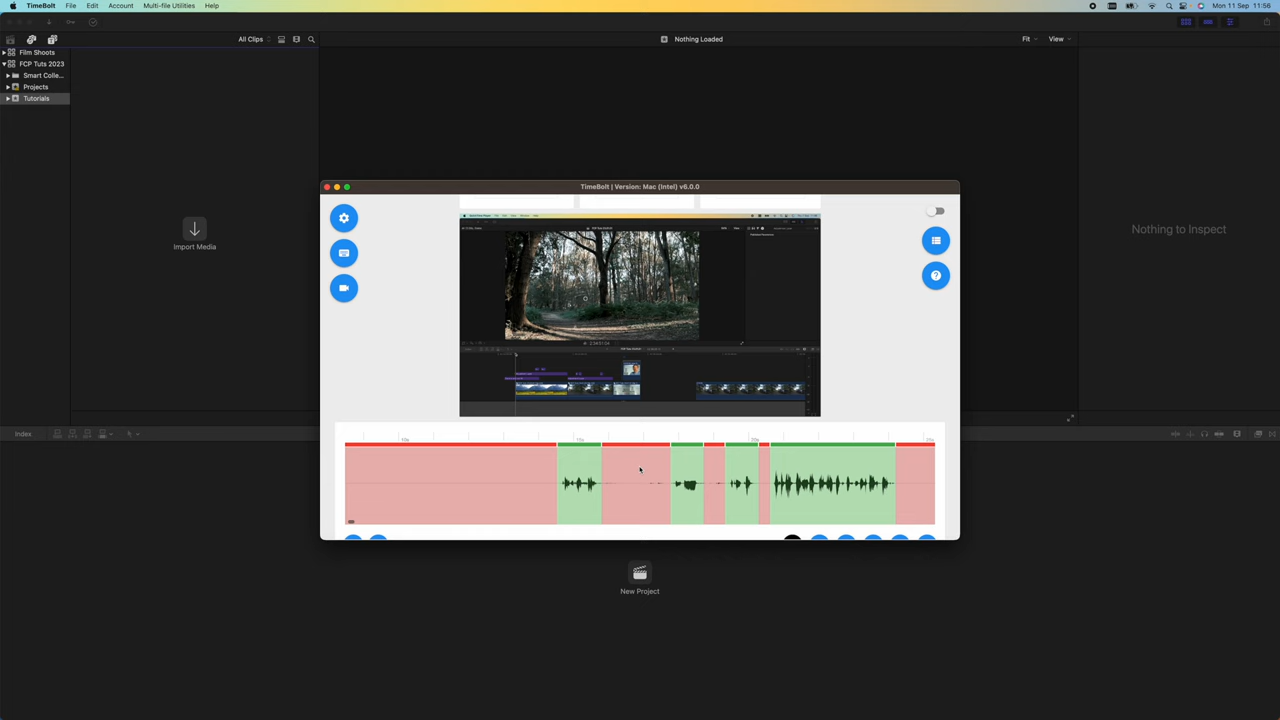 TimeBolt File Edit Account Multi-file Utilities Help
Mon 11 Sep 11:56
All Clips
Nothing Loaded
Fit
View
Film Shoots
FCP Tuts 2023
Smart Colle...
Projects
Tutorials
TimeBolt | Version: Mac (Intel) v6.0.0
Import Media
Nothing to Inspect
Index
New Project